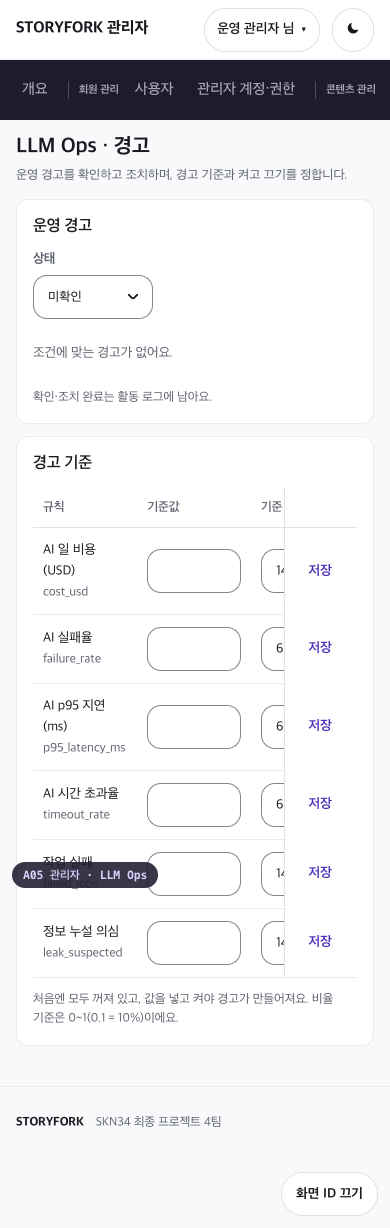 STORYFORK 관리자
운영 관리자 님 ▾
개요 회원 관리 사용자 관리자 계정·권한 콘텐츠 관리
LLM Ops · 경고
운영 경고를 확인하고 조치하며, 경고 기준과 켜고 끄기를 정합니다.
운영 경고
상태
미확인
조건에 맞는 경고가 없어요.
확인·조치 완료는 활동 로그에 남아요.
경고 기준
규칙 기준값 기준
AI 일 비용
(USD)
cost_usd
14
저장
AI 실패율
failure_rate
6
저장
AI p95 지연
(ms)
p95_latency_ms
6
저장
AI 시간 초과율
timeout_rate
6
저장
작업 실패
failed_jobs
14
저장
A05 관리자 · LLM Ops
정보 누설 의심
leak_suspected
14
저장
처음엔 모두 꺼져 있고, 값을 넣고 켜야 경고가 만들어져요. 비율
기준은 0~1(0.1 = 10%)이에요.
STORYFORK SKN34 최종 프로젝트 4팀
화면 ID 끄기